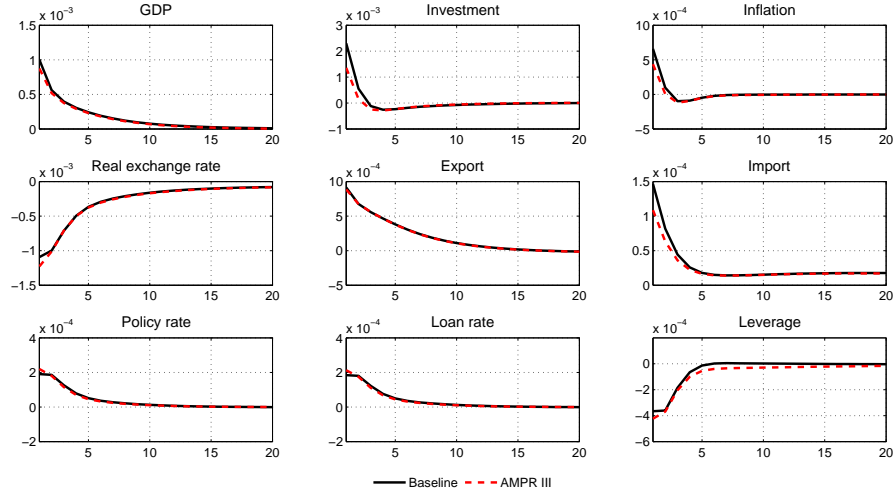 GDP
x 10⁻³
1.5
1
0.5
0
5 10 15 20
Investment
x 10⁻³
3
2
1
0
−1
5 10 15 20
Inflation
x 10⁻⁴
10
5
0
−5
5 10 15 20
Real exchange rate
x 10⁻³
0
−0.5
−1
−1.5
5 10 15 20
Export
x 10⁻⁴
10
5
0
−5
5 10 15 20
Import
x 10⁻⁴
1.5
1
0.5
0
5 10 15 20
Policy rate
x 10⁻⁴
4
2
0
−2
5 10 15 20
Loan rate
x 10⁻⁴
4
2
0
−2
5 10 15 20
Leverage
x 10⁻⁴
0
−2
−4
−6
5 10 15 20
Baseline AMPR III